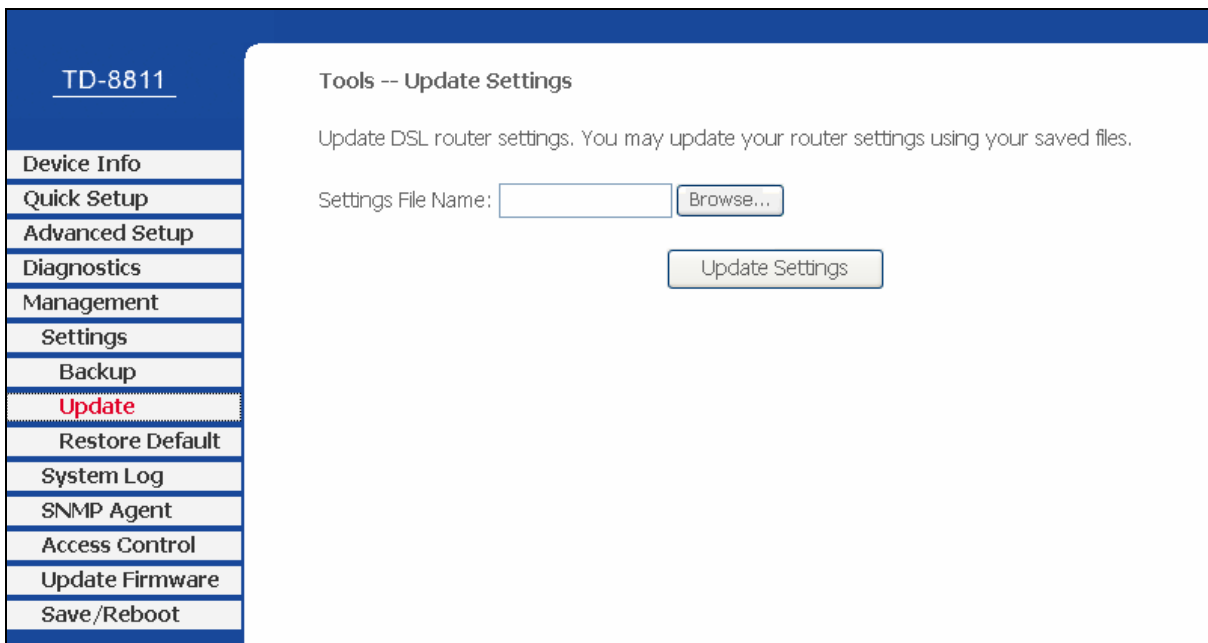 TD-8811
Device Info
Quick Setup
Advanced Setup
Diagnostics
Management
Settings
Backup
Update
Restore Default
System Log
SNMP Agent
Access Control
Update Firmware
Save/Reboot
Tools -- Update Settings
Update DSL router settings. You may update your router settings using your saved files.
Settings File Name: Browse...
Update Settings